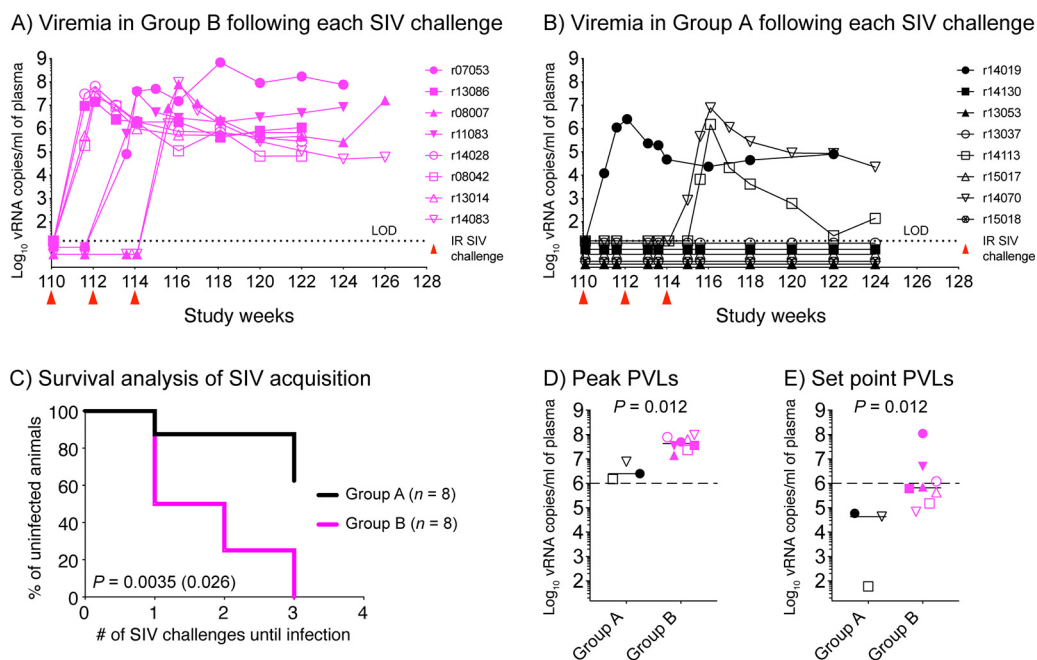 A) Viremia in Group B following each SIV challenge
Log10 vRNA copies/ml of plasma
9
8
7
6
5
4
3
2
LOD
110 112 114 116 118 120 122 124 126 128
Study weeks
r07053
r13086
r08007
r11083
r14028
r08042
r13014
r14083
IR SIV
challenge
B) Viremia in Group A following each SIV challenge
Log10 vRNA copies/ml of plasma
9
8
7
6
5
4
3
2
LOD
110 112 114 116 118 120 122 124 126 128
Study weeks
r14019
r14130
r13053
r13037
r14113
r15017
r14070
r15018
IR SIV
challenge
C) Survival analysis of SIV acquisition
% of uninfected animals
100
80
60
40
20
0
P = 0.0035 (0.026)
0 1 2 3 4
# of SIV challenges until infection
Group A (n = 8)
Group B (n = 8)
D) Peak PVLs
P = 0.012
Log10 vRNA copies/ml of plasma
9
8
7
6
5
4
3
2
Group A
Group B
E) Set point PVLs
P = 0.012
Log10 vRNA copies/ml of plasma
9
8
7
6
5
4
3
2
Group A
Group B